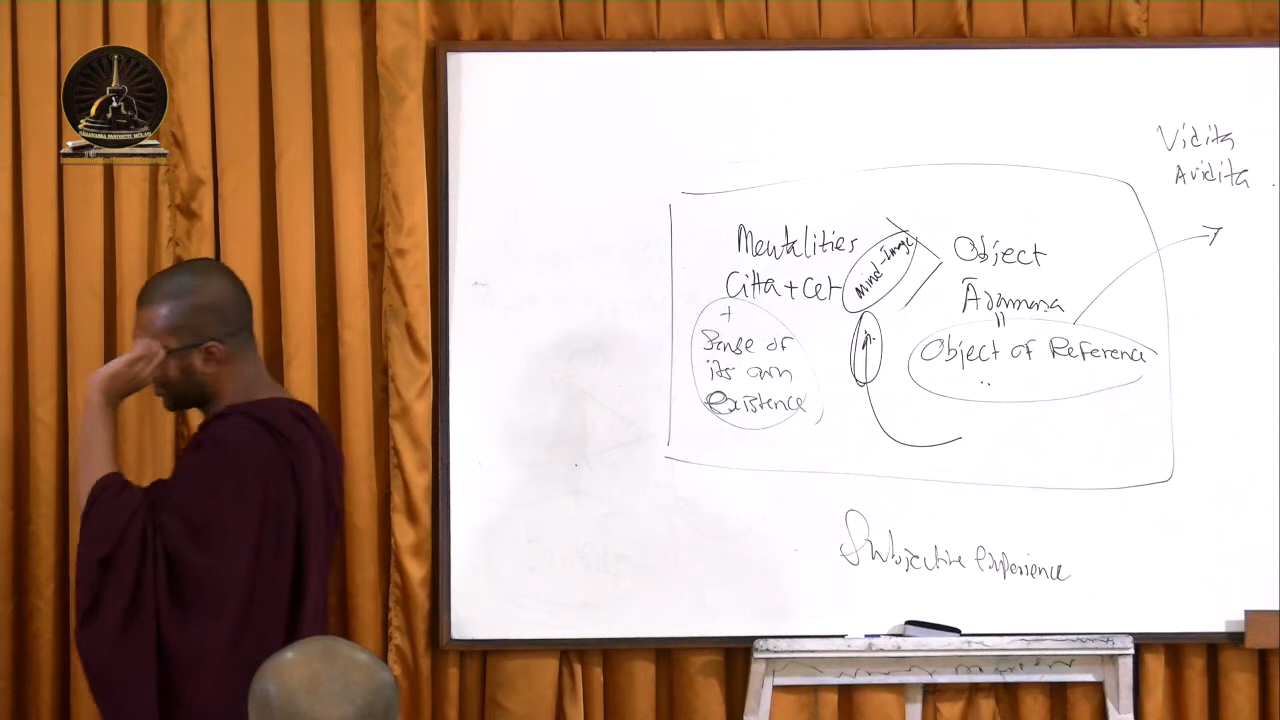 Vidita
Avidita
Mentalities
Mind-Image
Object
Citta + Cet
Ārammana
+
Sense of
its own
Existence
Object of Reference
Subjective Experience